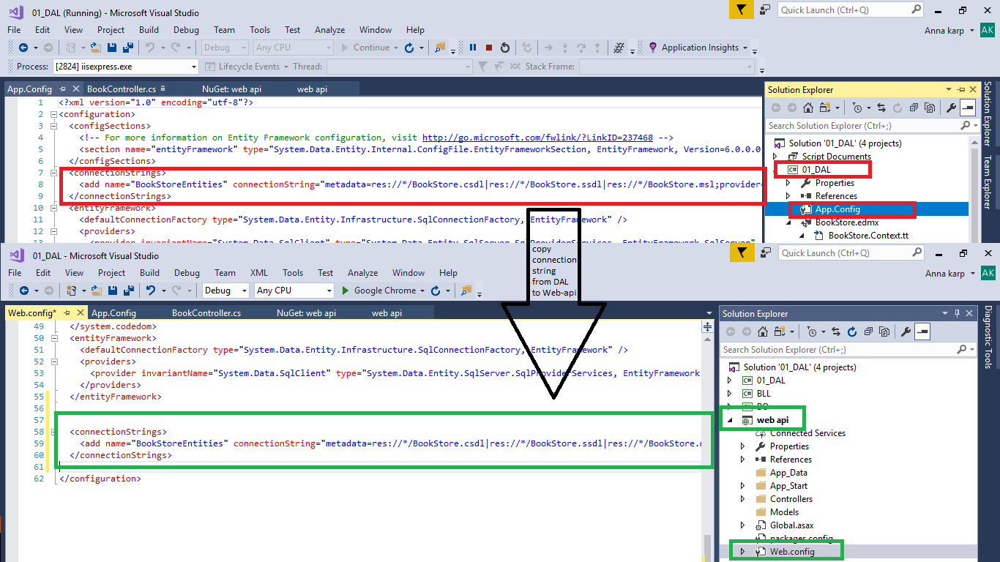 01_DAL (Running) - Microsoft Visual Studio
Quick Launch (Ctrl+Q)
File Edit View Project Build Debug Team Tools Test Analyze Window Help
Anna karp AK
Debug Any CPU Continue Application Insights
Process: [2824] iisexpress.exe Lifecycle Events Thread: Stack Frame:
App.Config BookController.cs NuGet: web api web api
1 <?xml version="1.0" encoding="utf-8"?>
2 <configuration>
3 <configSections>
4 <!-- For more information on Entity Framework configuration, visit http://go.microsoft.com/fwlink/?LinkID=237468 -->
5 <section name="entityFramework" type="System.Data.Entity.Internal.ConfigFile.EntityFrameworkSection, EntityFramework, Version=6.0.0.0
6 </configSections>
7 <connectionStrings>
8 <add name="BookStoreEntities" connectionString="metadata=res://*/BookStore.csdl|res://*/BookStore.ssdl|res://*/BookStore.msl;provider=
9 </connectionStrings>
10 <entityFramework>
11 <defaultConnectionFactory type="System.Data.Entity.Infrastructure.SqlConnectionFactory, EntityFramework" />
12 <providers>
13 <provider invariantName="System.Data.SqlClient" type="System.Data.Entity.SqlServer.SqlProviderServices, EntityFramework.SqlServer"
Solution Explorer
Search Solution Explorer (Ctrl+;)
Solution '01_DAL' (4 projects)
Script Documents
C# 01_DAL
Properties
References
App.Config
BookStore.edmx
BookStore.Context.tt
Solution Explorer
Team Explorer
copy
connection
string
from DAL
to Web-api
01_DAL - Microsoft Visual Studio
Quick Launch (Ctrl+Q)
File Edit View Project Build Debug Team XML Tools Test Analyze Window Help
Anna karp AK
Debug Any CPU Google Chrome
Web.config* App.Config BookController.cs NuGet: web api web api
49 </system.codedom>
50 <entityFramework>
51 <defaultConnectionFactory type="System.Data.Entity.Infrastructure.SqlConnectionFactory, EntityFramework" />
52 <providers>
53 <provider invariantName="System.Data.SqlClient" type="System.Data.Entity.SqlServer.SqlProviderServices, EntityFramework
54 </providers>
55 </entityFramework>
56
57
58 <connectionStrings>
59 <add name="BookStoreEntities" connectionString="metadata=res://*/BookStore.csdl|res://*/BookStore.ssdl|res://*/BookStore.m
60 </connectionStrings>
61
62 </configuration>
Solution Explorer
Search Solution Explorer (Ctrl+;)
Solution '01_DAL' (4 projects)
C# 01_DAL
C# BLL
C# BO
web api
Connected Services
Properties
References
App_Data
App_Start
Controllers
Models
Global.asax
packages.config
Web.config
Diagnostic Tools